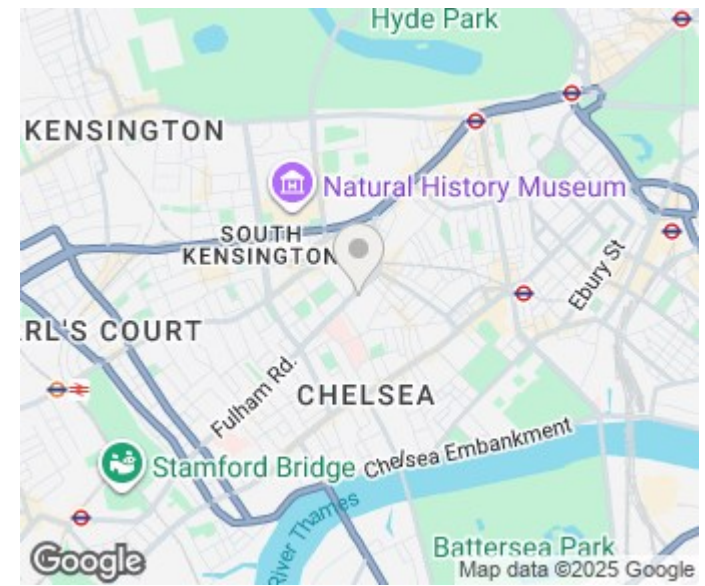 Hyde Park
KENSINGTON
Natural History Museum
SOUTH
KENSINGTON
Ebury St
RL'S COURT
Fulham Rd.
CHELSEA
Chelsea Embankment
Stamford Bridge
River Thames
Battersea Park
Google
Map data ©2025 Google